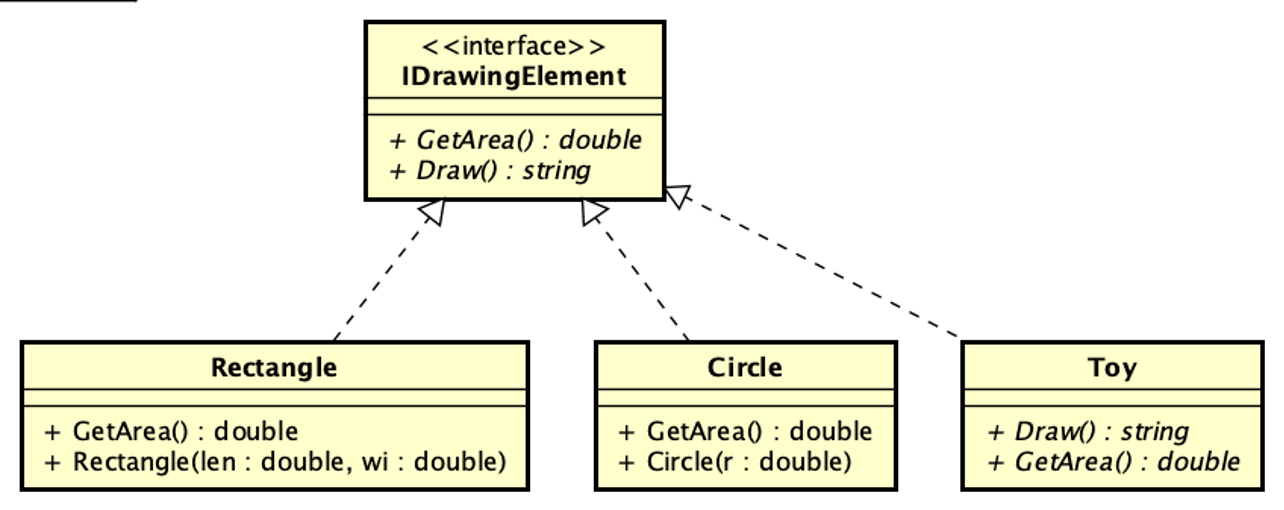 <<interface>>
IDrawingElement
+ GetArea() : double
+ Draw() : string
Rectangle
+ GetArea() : double
+ Rectangle(len : double, wi : double)
Circle
+ GetArea() : double
+ Circle(r : double)
Toy
+ Draw() : string
+ GetArea() : double